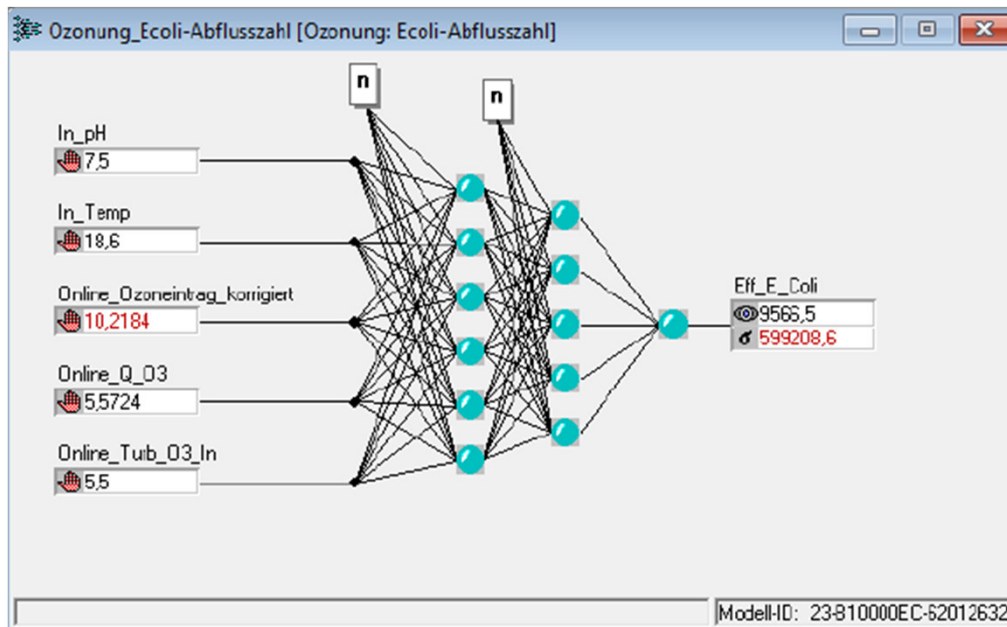 Ozonung_Ecoli-Abflusszahl [Ozonung: Ecoli-Abflusszahl]
n
n
In_pH
7,5
In_Temp
18,6
Online_Ozoneintrag_korrigiert
10,2184
Online_Q_O3
5,5724
Online_Turb_O3_In
5,5
Eff_E_Coli
9566,5
σ 599208,6
Modell-ID: 23-B10000EC-62012632